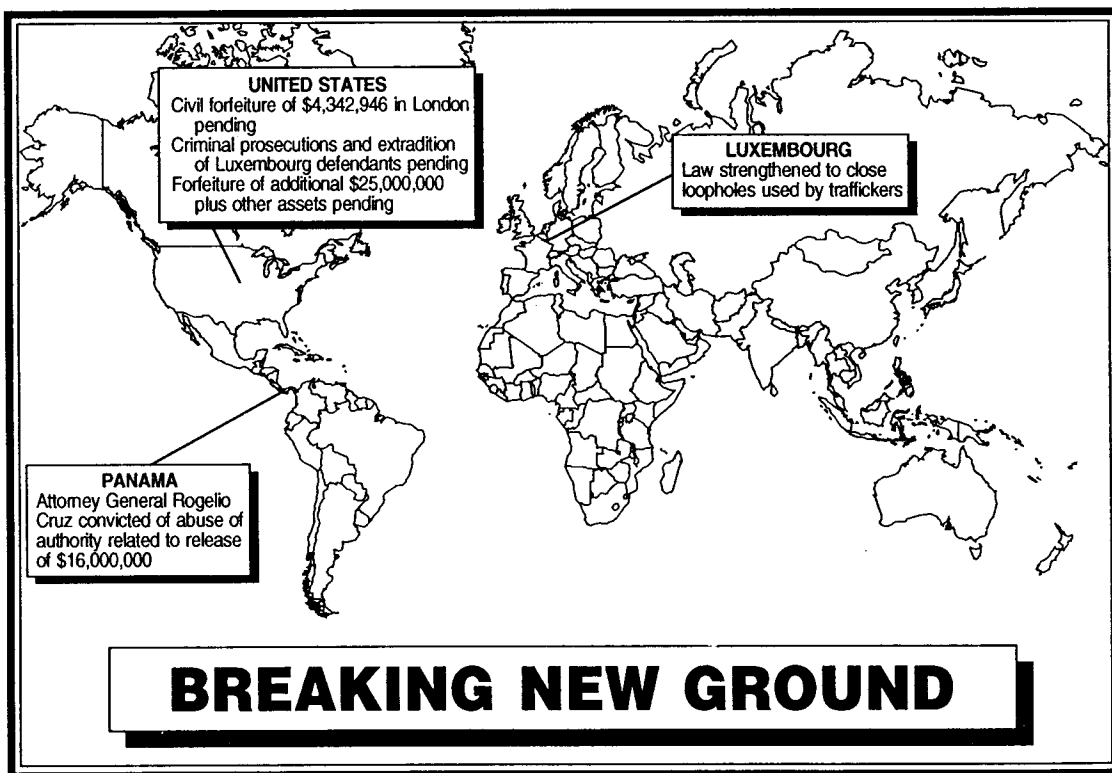 UNITED STATES
Civil forfeiture of $4,342,946 in London
pending
Criminal prosecutions and extradition
of Luxembourg defendants pending
Forfeiture of additional $25,000,000
plus other assets pending
LUXEMBOURG
Law strengthened to close
loopholes used by traffickers
PANAMA
Attorney General Rogelio
Cruz convicted of abuse of
authority related to release
of $16,000,000
BREAKING NEW GROUND